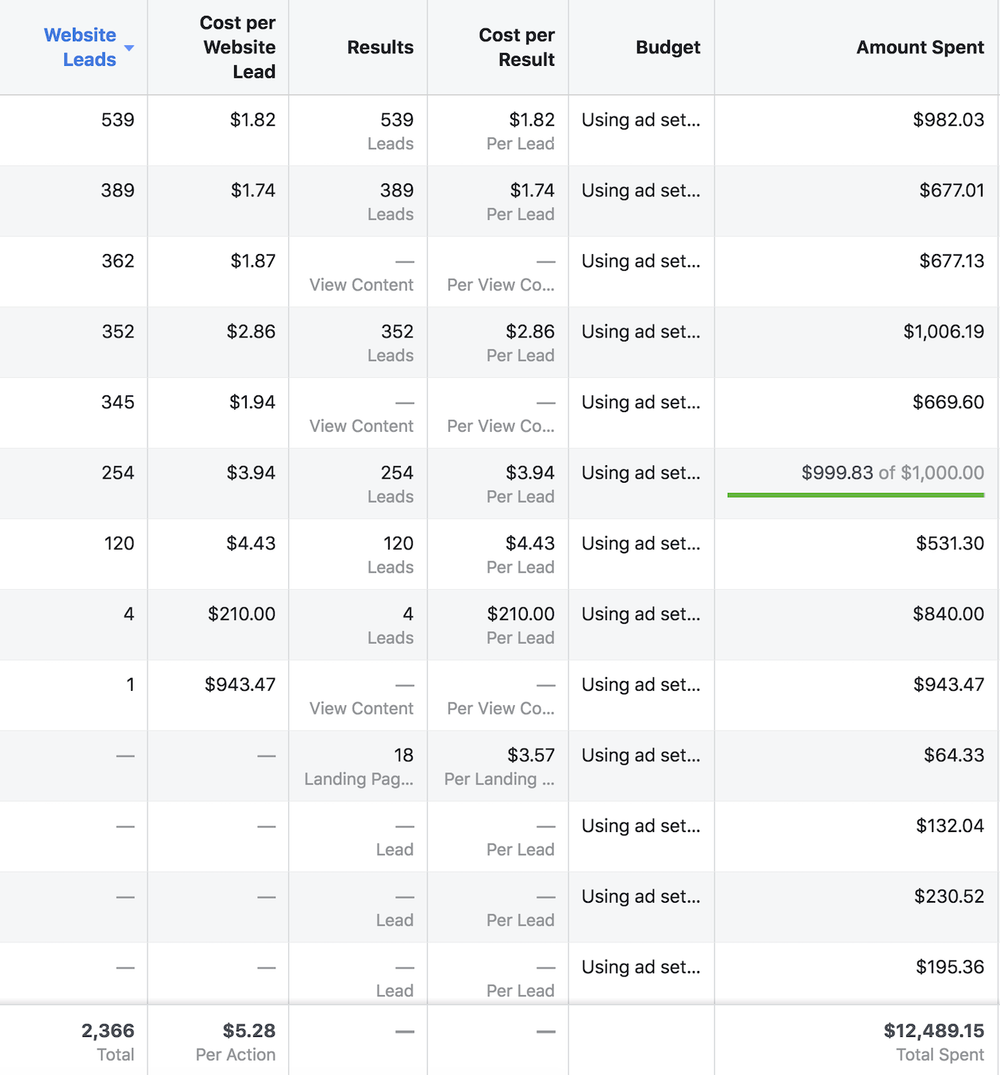 Website Leads Cost per Website Lead Results Cost per Result Budget Amount Spent
539 $1.82 539 $1.82 Using ad set... $982.03
Leads Per Lead
389 $1.74 389 $1.74 Using ad set... $677.01
Leads Per Lead
362 $1.87 — — Using ad set... $677.13
View Content Per View Co...
352 $2.86 352 $2.86 Using ad set... $1,006.19
Leads Per Lead
345 $1.94 — — Using ad set... $669.60
View Content Per View Co...
254 $3.94 254 $3.94 Using ad set... $999.83 of $1,000.00
Leads Per Lead
120 $4.43 120 $4.43 Using ad set... $531.30
Leads Per Lead
4 $210.00 4 $210.00 Using ad set... $840.00
Leads Per Lead
1 $943.47 — — Using ad set... $943.47
View Content Per View Co...
— — 18 $3.57 Using ad set... $64.33
Landing Pag... Per Landing ...
— — — — Using ad set... $132.04
Lead Per Lead
— — — — Using ad set... $230.52
Lead Per Lead
— — — — Using ad set... $195.36
Lead Per Lead
2,366 $5.28 — — $12,489.15
Total Per Action Total Spent